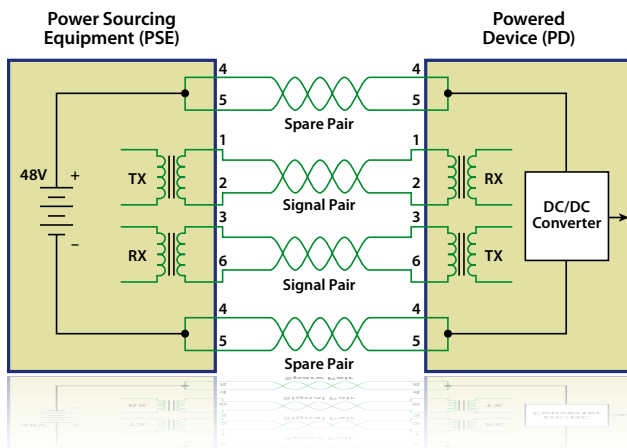 Power Sourcing
Equipment (PSE)
Powered
Device (PD)
4
4
5
5
Spare Pair
1
1
48V
+
TX
RX
2
2
Signal Pair
DC/DC
Converter
3
3
−
RX
TX
6
6
Signal Pair
4
4
5
5
Spare Pair